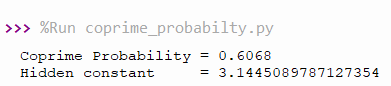 >>> %Run coprime_probabilty.py
Coprime Probability = 0.6068
Hidden constant     = 3.1445089787127354